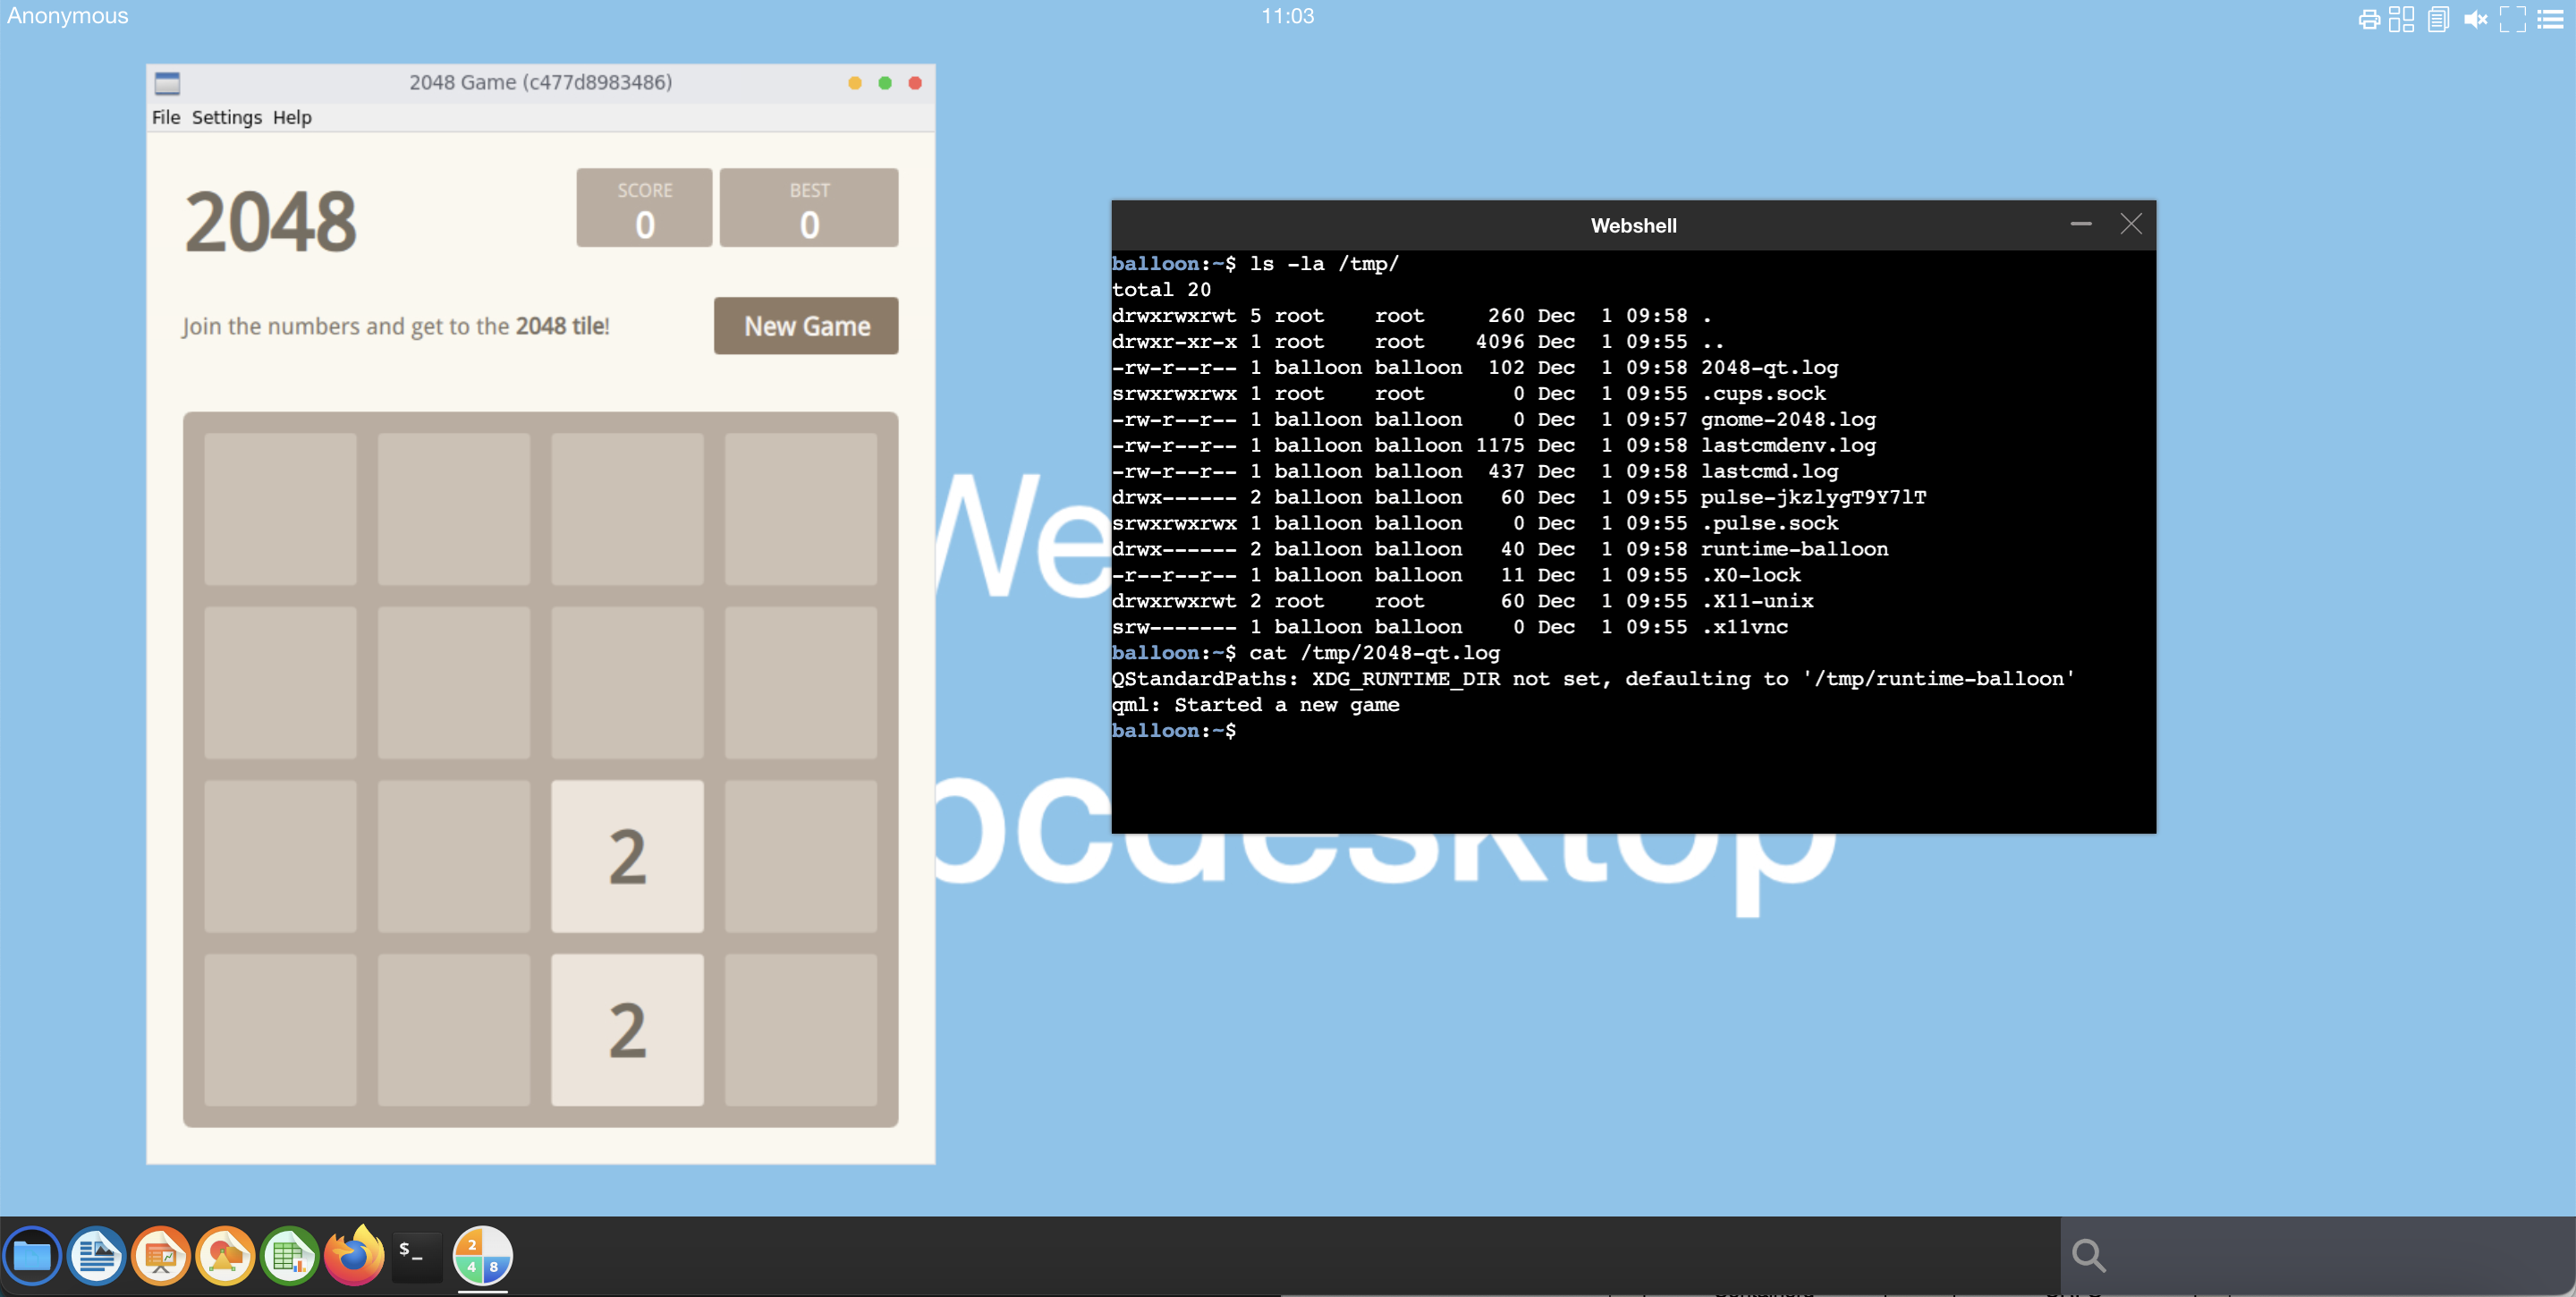 Anonymous
11:03
2048 Game (c477d8983486)
File Settings Help
2048
SCORE
0
BEST
0
Join the numbers and get to the 2048 tile!
New Game
2
2
We
Webshell
balloon:~$ ls -la /tmp/
total 20
drwxrwxrwt 5 root    root     260 Dec  1 09:58 .
drwxr-xr-x 1 root    root    4096 Dec  1 09:55 ..
-rw-r--r-- 1 balloon balloon  102 Dec  1 09:58 2048-qt.log
srwxrwxrwx 1 root    root       0 Dec  1 09:55 .cups.sock
-rw-r--r-- 1 balloon balloon    0 Dec  1 09:57 gnome-2048.log
-rw-r--r-- 1 balloon balloon 1175 Dec  1 09:58 lastcmdenv.log
-rw-r--r-- 1 balloon balloon  437 Dec  1 09:58 lastcmd.log
drwx------ 2 balloon balloon   60 Dec  1 09:55 pulse-jkzlygT9Y7lT
srwxrwxrwx 1 balloon balloon    0 Dec  1 09:55 .pulse.sock
drwx------ 2 balloon balloon   40 Dec  1 09:58 runtime-balloon
-r--r--r-- 1 balloon balloon   11 Dec  1 09:55 .X0-lock
drwxrwxrwt 2 root    root      60 Dec  1 09:55 .X11-unix
srw------- 1 balloon balloon    0 Dec  1 09:55 .x11vnc
balloon:~$ cat /tmp/2048-qt.log
QStandardPaths: XDG_RUNTIME_DIR not set, defaulting to '/tmp/runtime-balloon'
qml: Started a new game
balloon:~$
bcdesktop
$_
2
4 8